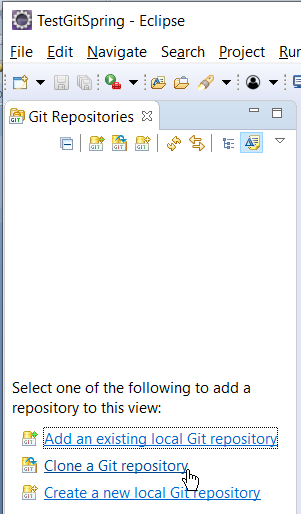 TestGitSpring - Eclipse
File Edit Navigate Search Project Run
Git Repositories
Select one of the following to add a
repository to this view:
Add an existing local Git repository
Clone a Git repository
Create a new local Git repository